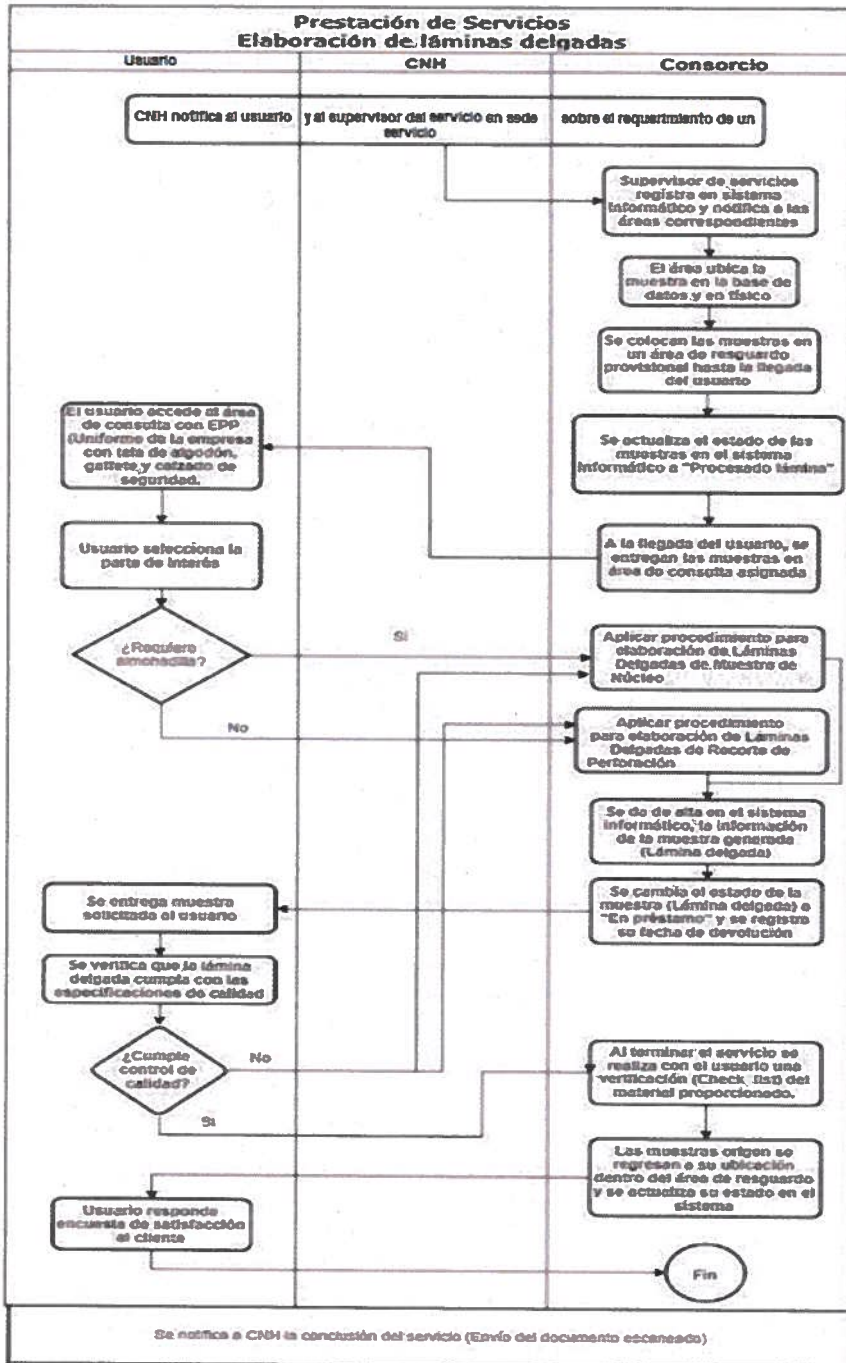 Prestación de Servicios
Elaboración de láminas delgadas
Usuario
CNH
Consorcio
CNH notifica al usuario y al supervisor del servicio en sede sobre el requerimiento de un
servicio
Supervisor de servicios
registra en sistema
Informático y notifica a las
áreas correspondientes
El área ubica la
muestra en la base de
datos y en físico
Se colocan las muestras en
un área de resguardo
provisional hasta la llegada
del usuario
Se actualiza el estado de las
muestras en el sistema
Informático a "Procesado lámina"
A la llegada del usuario, se
entregan las muestras en
área de consulta asignada
El usuario accede al área
de consulta con EPP
(Uniforme de la empresa
con tela de algodón,
gaffete y calzado de
seguridad.
Usuario selecciona la
parte de interés
¿Requiere
almohadilla?
Si
No
Aplicar procedimiento para
elaboración de Láminas
Delgadas de Muestra de
Núcleo
Aplicar procedimiento
para elaboración de Láminas
Delgadas de Recorte de
Perforación
Se da de alta en el sistema
informático, la información
de la muestra generada
(Lámina delgada)
Se cambia el estado de la
muestra (Lámina delgada) a
"En préstamo" y se registra
su fecha de devolución
Se entrega muestra
solicitada al usuario
Se verifica que la lámina
delgada cumpla con las
especificaciones de calidad
¿Cumple
control de
calidad?
No
Si
Al terminar el servicio se
realiza con el usuario una
verificación (Check list) del
material proporcionado.
Las muestras origen se
regresan a su ubicación
dentro del área de resguardo
y se actualiza su estado en el
sistema
Usuario responde
encuesta de satisfacción
al cliente
Fin
Se notifica a CNH la conclusión del servicio (Envío del documento escaneado)